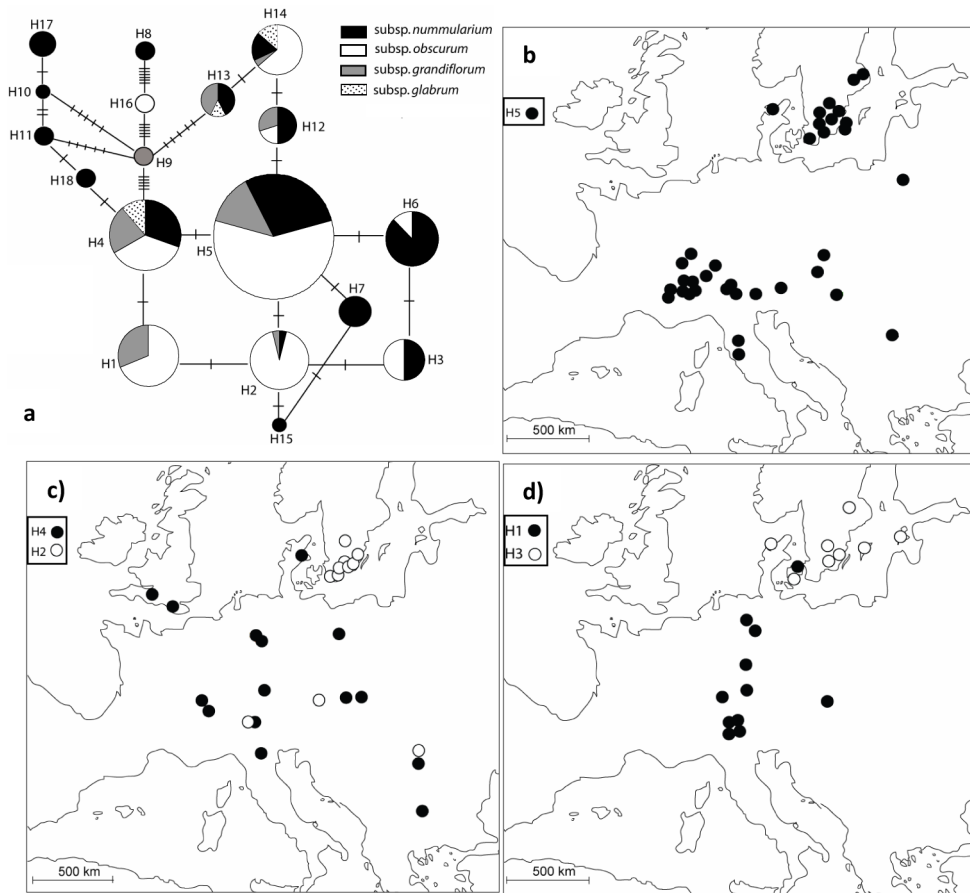 H17
H8
H14
subsp. nummularium
subsp. obscurum
subsp. grandiflorum
subsp. glabrum
H10
H16
H13
H11
H12
H9
H18
H4
H5
H6
H7
H1
H2
H3
H15
a
b
H5
500 km
c)
H4
H2
500 km
d)
H1
H3
500 km